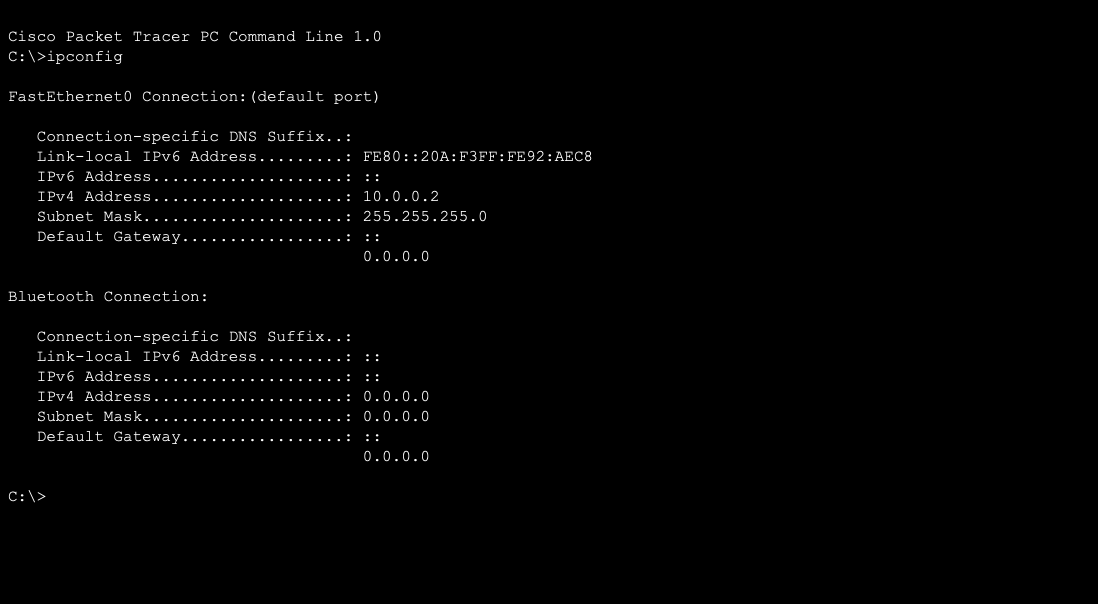 Cisco Packet Tracer PC Command Line 1.0
C:\>ipconfig
FastEthernet0 Connection:(default port)
Connection-specific DNS Suffix..:
Link-local IPv6 Address.........: FE80::20A:F3FF:FE92:AEC8
IPv6 Address....................: ::
IPv4 Address....................: 10.0.0.2
Subnet Mask.....................: 255.255.255.0
Default Gateway.................: ::
0.0.0.0
Bluetooth Connection:
Connection-specific DNS Suffix..:
Link-local IPv6 Address.........: ::
IPv6 Address....................: ::
IPv4 Address....................: 0.0.0.0
Subnet Mask.....................: 0.0.0.0
Default Gateway.................: ::
0.0.0.0
C:\>